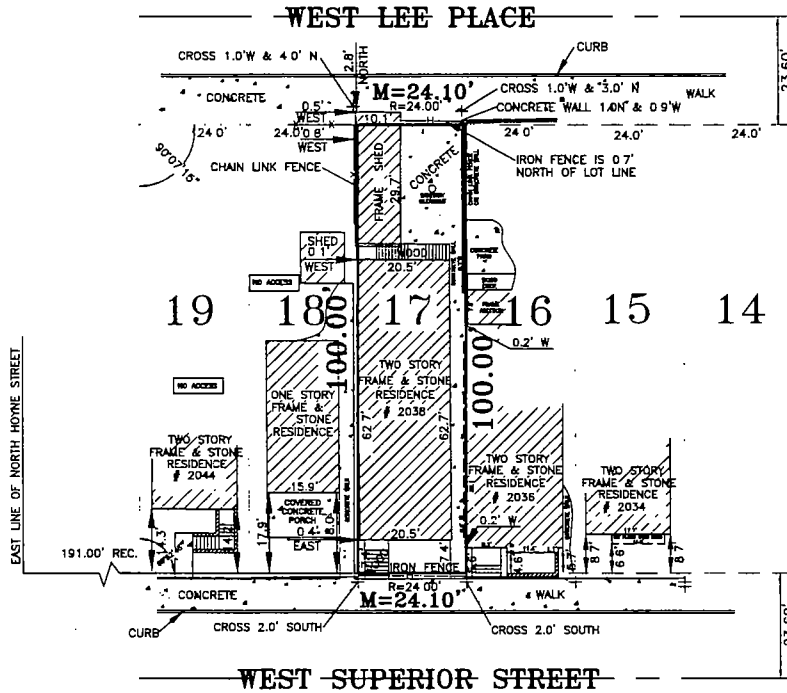 WEST LEE PLACE
CROSS 1.0'W & 4.0' N
2.8'
NORTH
CURB
23.60'
CONCRETE
M=24.10'
R=24.00'
CROSS 1.0'W & 3.0' N
WALK
0.5'
WEST
10.1'
CONCRETE WALL 1.0N" & 0.9'W
24.0'
24.0'
0.8'
WEST
24.0'
24.0'
24.0'
90°07'15"
CHAIN LINK FENCE
FRAME SHED
29.7'
CONCRETE
IRON FENCE IS 0.7'
NORTH OF LOT LINE
SHED
0.1'
WEST
WOOD
20.5'
CONCRETE
NO ACCESS
19
18
17
16
15
14
100.00
100.00
0.2' W
EAST LINE OF NORTH HOYNE STREET
NO ACCESS
ONE STORY
FRAME &
STONE
RESIDENCE
TWO STORY
FRAME & STONE
RESIDENCE
# 2038
62.7'
62.7'
TWO STORY
FRAME & STONE
RESIDENCE
# 2044
TWO STORY
FRAME & STONE
RESIDENCE
# 2036
TWO STORY
FRAME & STONE
RESIDENCE
# 2034
15.9'
COVERED
CONCRETE
PORCH
0.4'
EAST
20.5'
0.2' W
17.9'
8.0'
7.4'
8.7'
6.6'
8.7'
191.00' REC.
IRON FENCE
R=24.00'
CONCRETE
M=24.10'
WALK
CURB
CROSS 2.0' SOUTH
CROSS 2.0' SOUTH
WEST SUPERIOR STREET